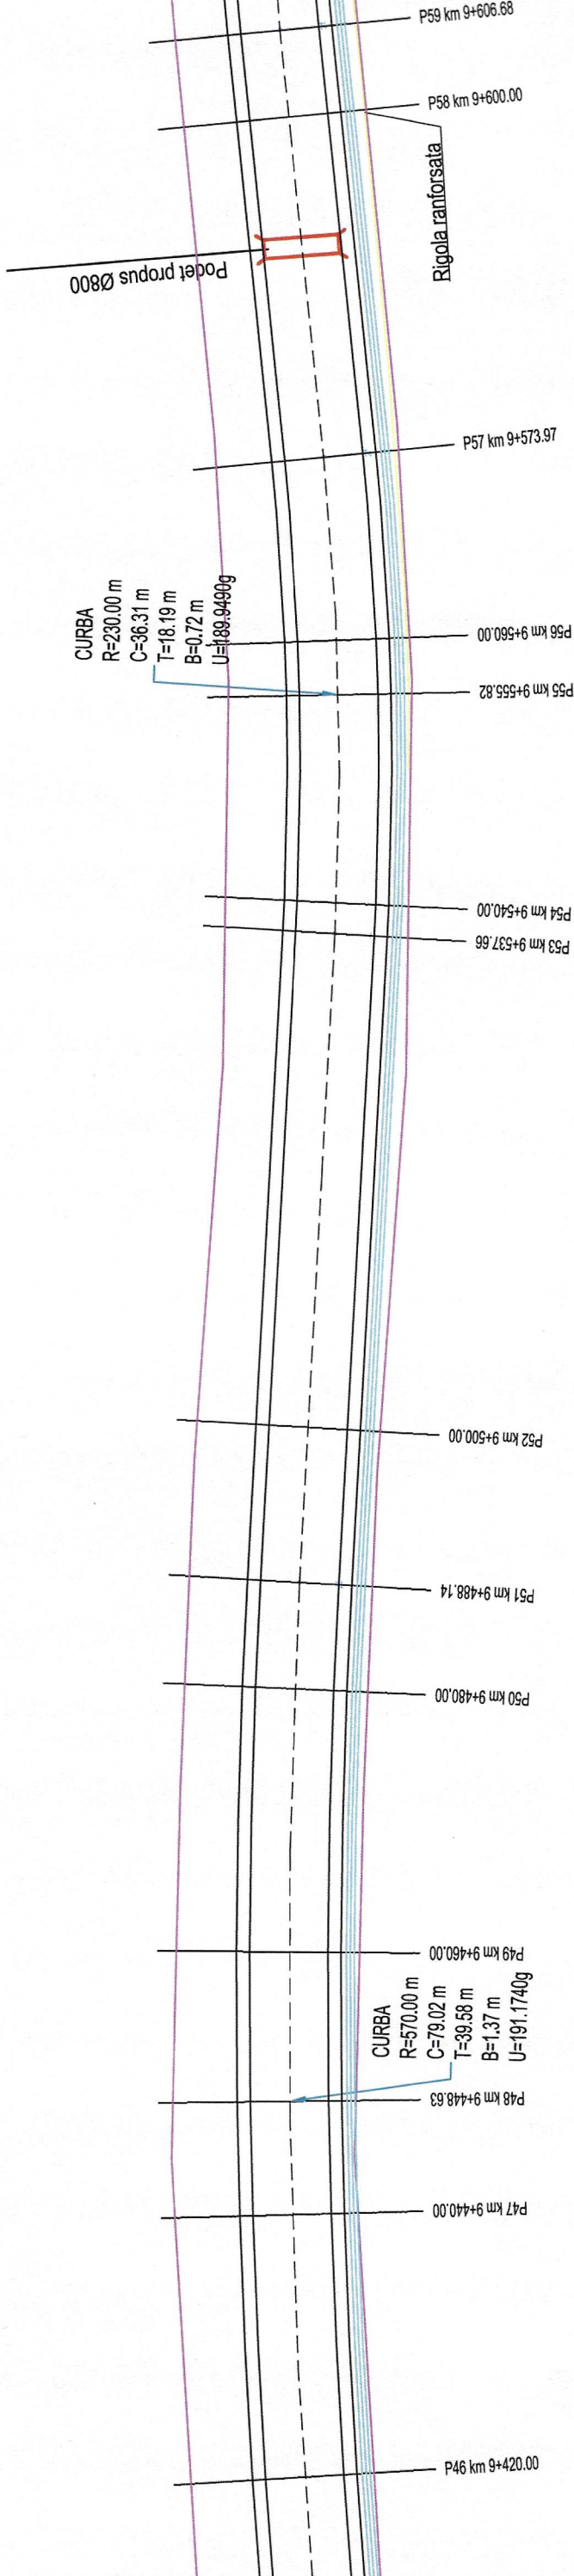 P59 km 9+606.68
P58 km 9+600.00
Rigola ranforsata
Podet propus Ø800
P57 km 9+573.97
CURBA
R=230.00 m
C=36.31 m
T=18.19 m
B=0.72 m
U=189.9490g
P56 km 9+560.00
P55 km 9+555.82
P54 km 9+540.00
P53 km 9+537.66
P52 km 9+500.00
P51 km 9+488.14
P50 km 9+480.00
P49 km 9+460.00
CURBA
R=570.00 m
C=79.02 m
T=39.58 m
B=1.37 m
U=191.1740g
P48 km 9+448.63
P47 km 9+440.00
P46 km 9+420.00